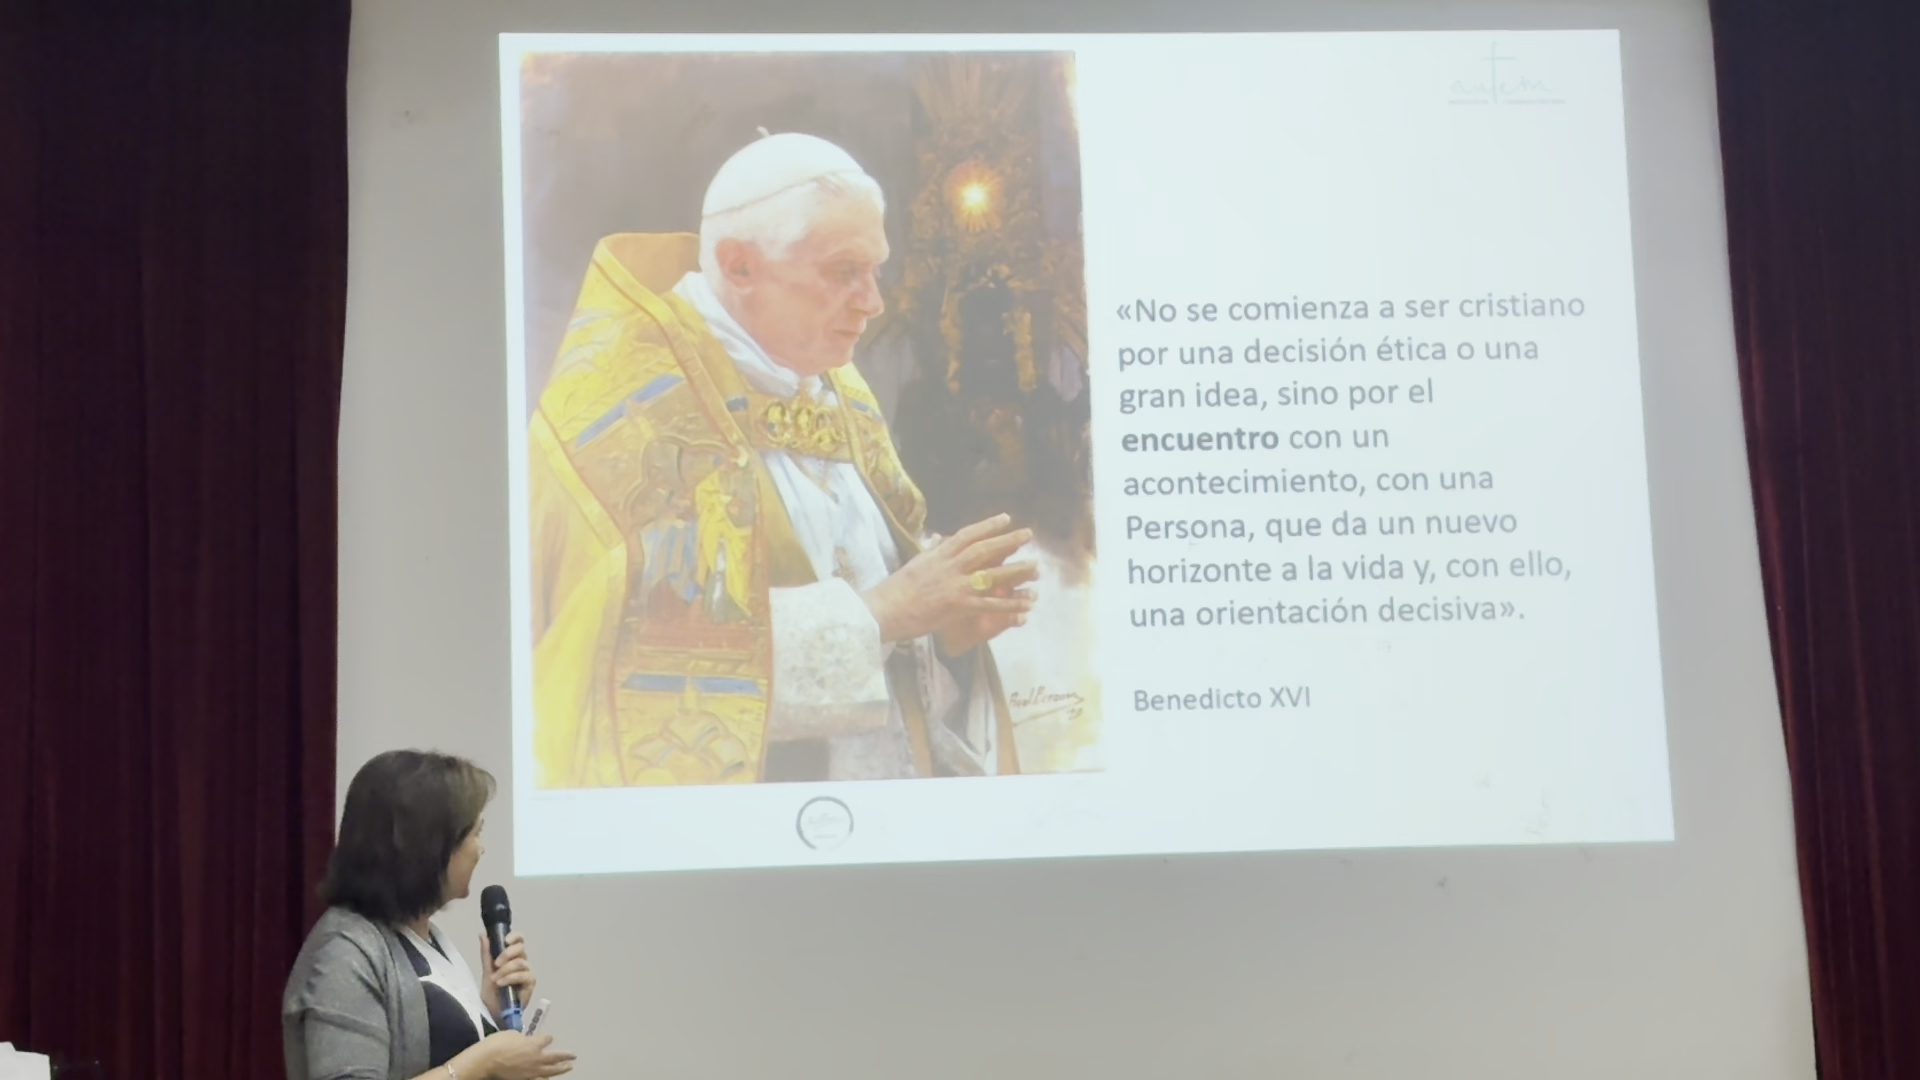 autem
«No se comienza a ser cristiano
por una decisión ética o una
gran idea, sino por el
encuentro con un
acontecimiento, con una
Persona, que da un nuevo
horizonte a la vida y, con ello,
una orientación decisiva».
Benedicto XVI